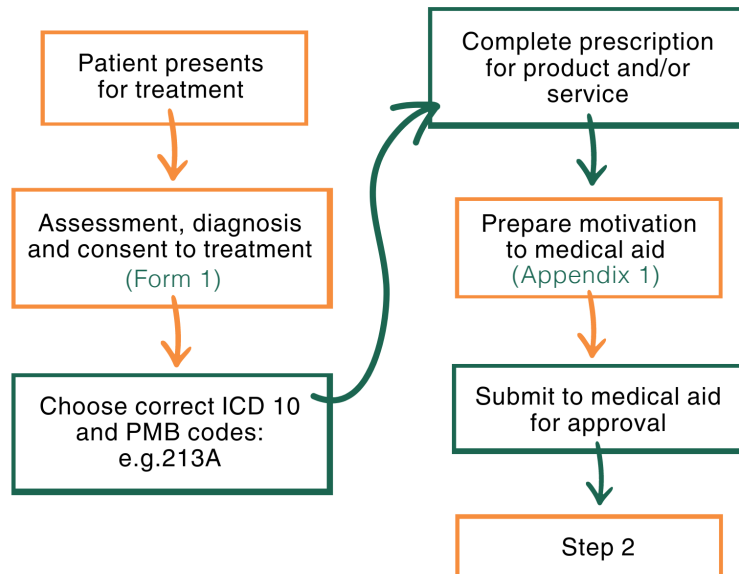 Patient presents
for treatment
Assessment, diagnosis
and consent to treatment
(Form 1)
Choose correct ICD 10
and PMB codes:
e.g.213A
Complete prescription
for product and/or
service
Prepare motivation
to medical aid
(Appendix 1)
Submit to medical aid
for approval
Step 2